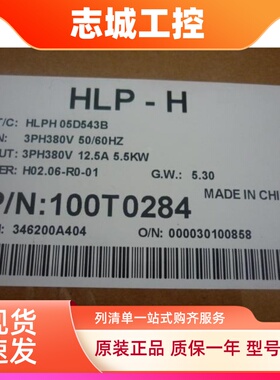 志城工控
HLP - H
T/C: HLPH 05D543B
N: 3PH380V 50/60HZ
UT: 3PH380V 12.5A 5.5KW
ER: H02.06-R0-01
G.W.: 5.30
MADE IN CHI
P/N:100T0284
: 346200A404
O/N: 000030100858
列清单一站式购齐服务
现货直发
原装正品 质保一年 型号多